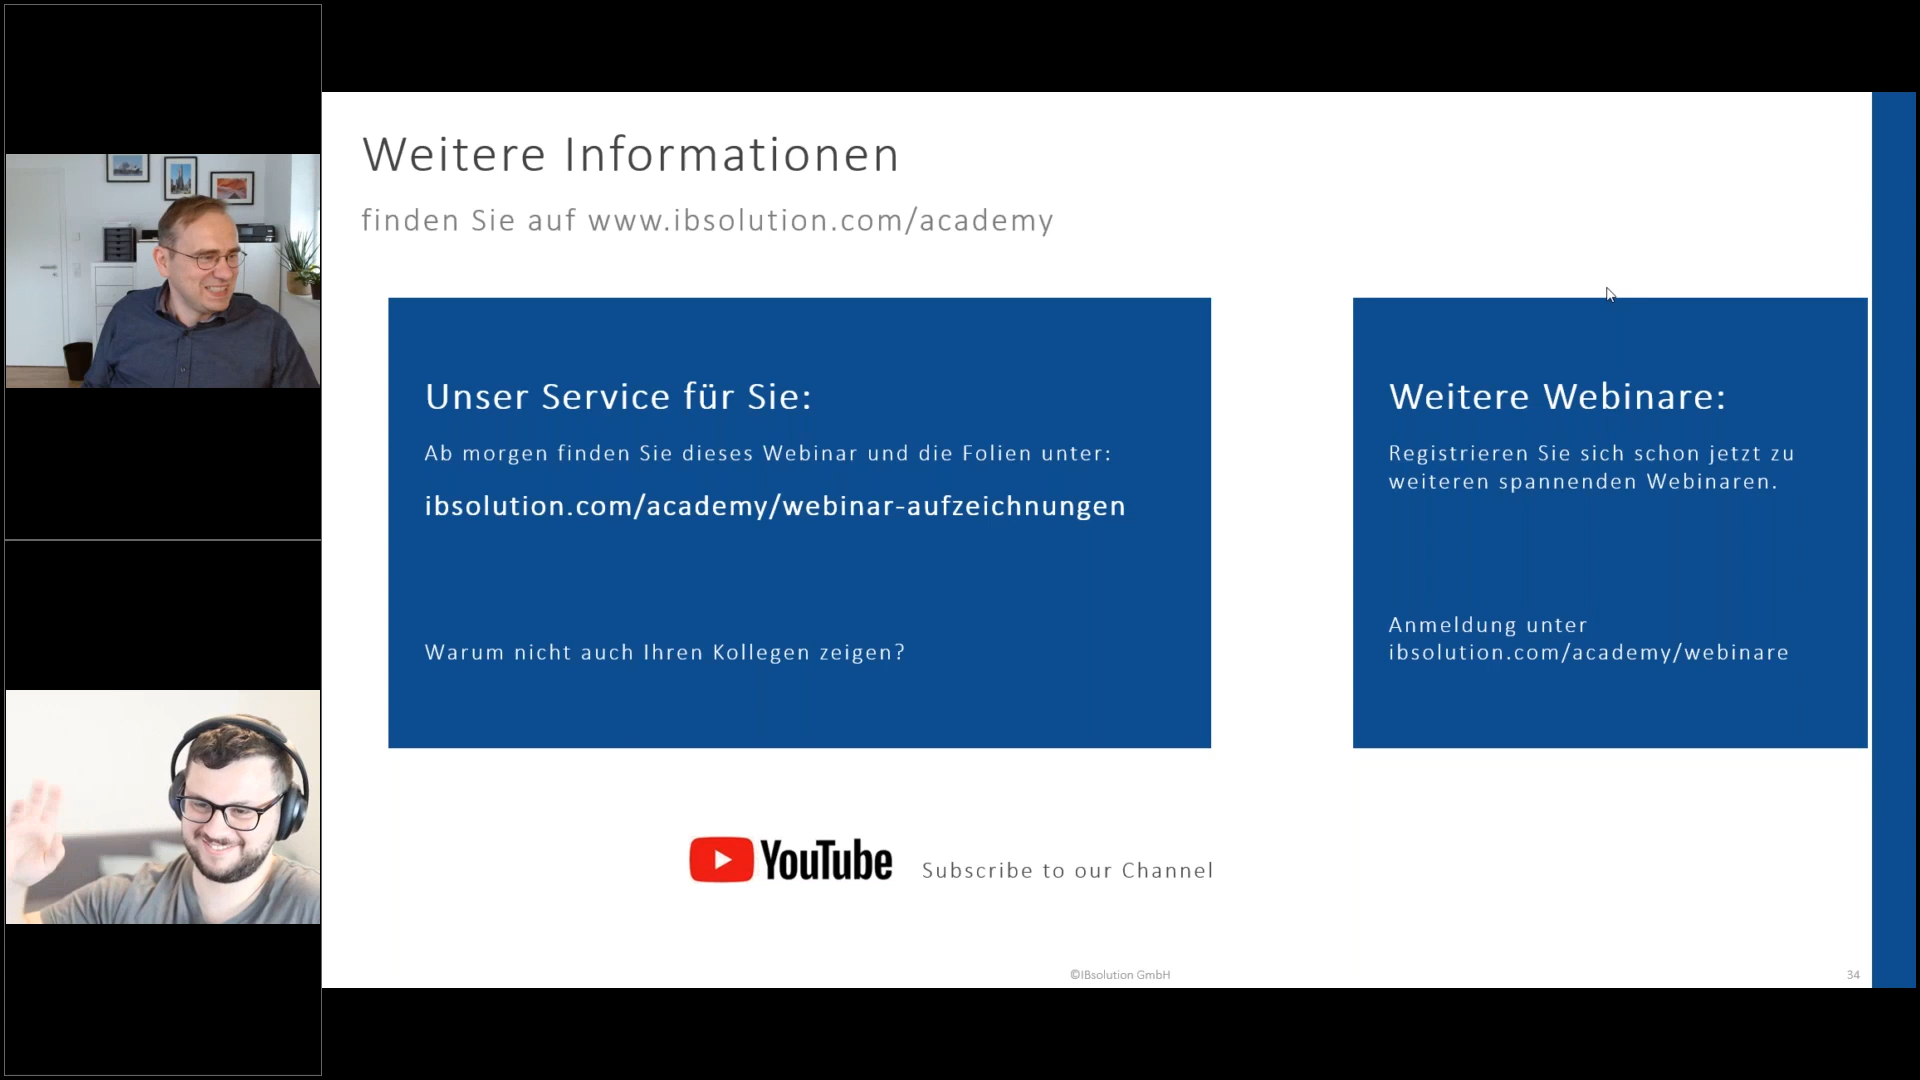 Weitere Informationen
finden Sie auf www.ibsolution.com/academy
Unser Service für Sie:
Ab morgen finden Sie dieses Webinar und die Folien unter:
ibsolution.com/academy/webinar-aufzeichnungen
Warum nicht auch Ihren Kollegen zeigen?
Weitere Webinare:
Registrieren Sie sich schon jetzt zu
weiteren spannenden Webinaren.
Anmeldung unter
ibsolution.com/academy/webinare
YouTube
Subscribe to our Channel
©IBsolution GmbH
34